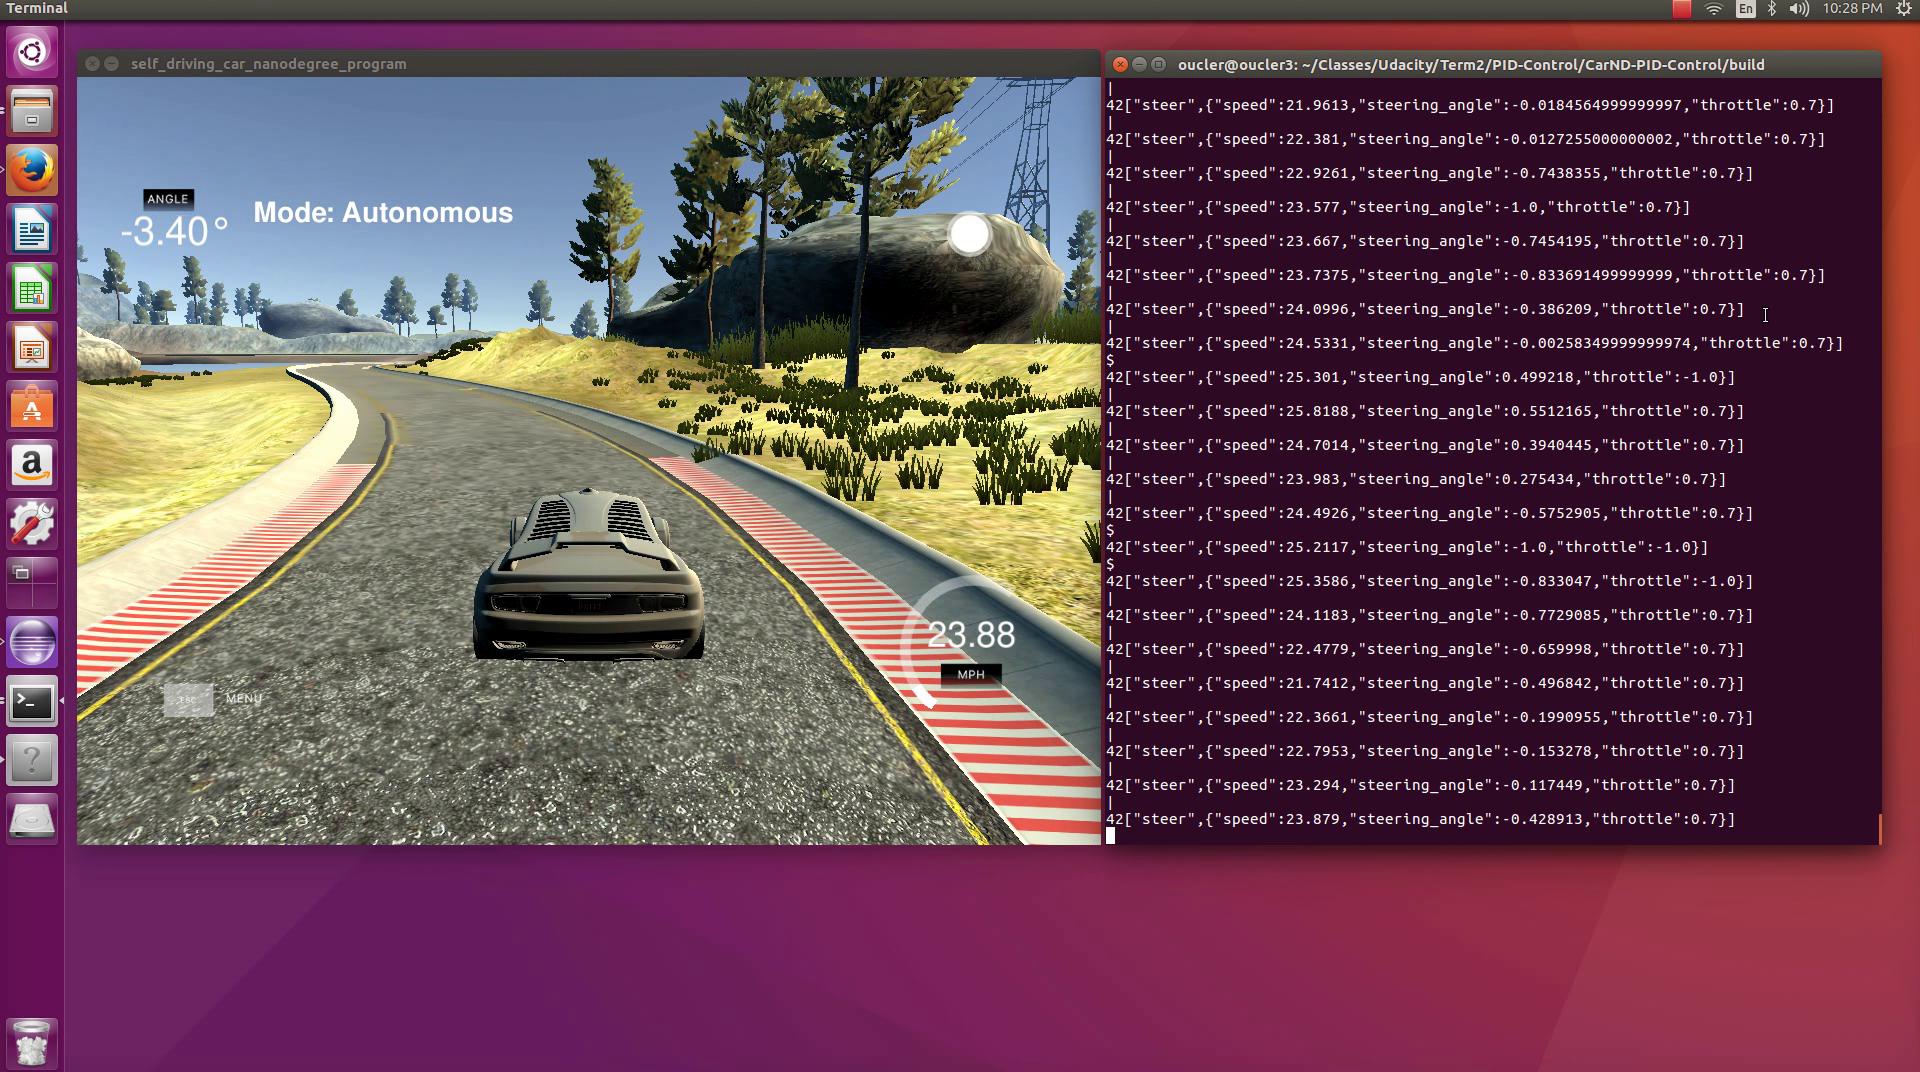 Terminal
En
10:28 PM
self_driving_car_nanodegree_program
ANGLE
-3.40°
Mode: Autonomous
23.88
MPH
ESC
MENU
a
oucler@oucler3: ~/Classes/Udacity/Term2/PID-Control/CarND-PID-Control/build
|
42["steer",{"speed":21.9613,"steering_angle":-0.0184564999999997,"throttle":0.7}]
|
42["steer",{"speed":22.381,"steering_angle":-0.0127255000000002,"throttle":0.7}]
|
42["steer",{"speed":22.9261,"steering_angle":-0.7438355,"throttle":0.7}]
|
42["steer",{"speed":23.577,"steering_angle":-1.0,"throttle":0.7}]
|
42["steer",{"speed":23.667,"steering_angle":-0.7454195,"throttle":0.7}]
|
42["steer",{"speed":23.7375,"steering_angle":-0.833691499999999,"throttle":0.7}]
|
42["steer",{"speed":24.0996,"steering_angle":-0.386209,"throttle":0.7}]
|
42["steer",{"speed":24.5331,"steering_angle":-0.00258349999999974,"throttle":0.7}]
$
42["steer",{"speed":25.301,"steering_angle":0.499218,"throttle":-1.0}]
|
42["steer",{"speed":25.8188,"steering_angle":0.5512165,"throttle":0.7}]
|
42["steer",{"speed":24.7014,"steering_angle":0.3940445,"throttle":0.7}]
|
42["steer",{"speed":23.983,"steering_angle":0.275434,"throttle":0.7}]
|
42["steer",{"speed":24.4926,"steering_angle":-0.5752905,"throttle":0.7}]
$
42["steer",{"speed":25.2117,"steering_angle":-1.0,"throttle":-1.0}]
$
42["steer",{"speed":25.3586,"steering_angle":-0.833047,"throttle":-1.0}]
|
42["steer",{"speed":24.1183,"steering_angle":-0.7729085,"throttle":0.7}]
|
42["steer",{"speed":22.4779,"steering_angle":-0.659998,"throttle":0.7}]
|
42["steer",{"speed":21.7412,"steering_angle":-0.496842,"throttle":0.7}]
|
42["steer",{"speed":22.3661,"steering_angle":-0.1990955,"throttle":0.7}]
|
42["steer",{"speed":22.7953,"steering_angle":-0.153278,"throttle":0.7}]
|
42["steer",{"speed":23.294,"steering_angle":-0.117449,"throttle":0.7}]
|
42["steer",{"speed":23.879,"steering_angle":-0.428913,"throttle":0.7}]